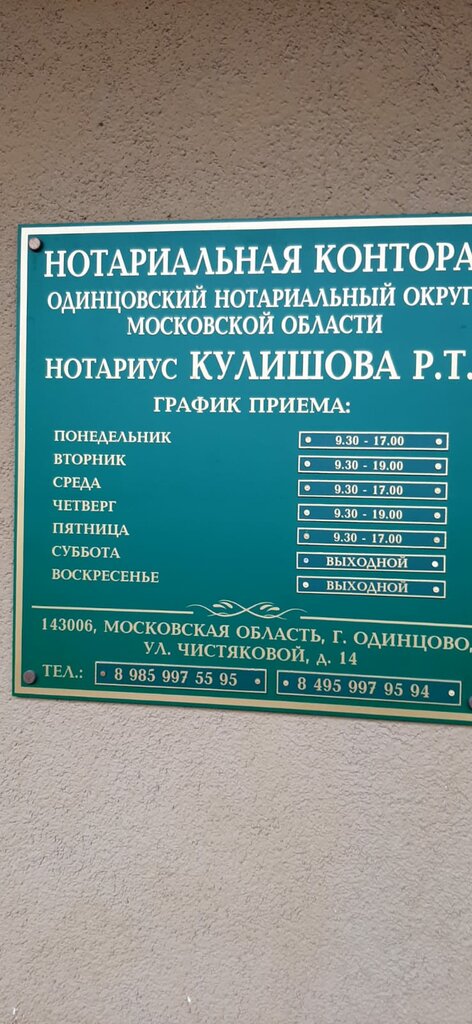 НОТАРИАЛЬНАЯ КОНТОРА
ОДИНЦОВСКИЙ НОТАРИАЛЬНЫЙ ОКРУГ
МОСКОВСКОЙ ОБЛАСТИ
НОТАРИУС КУЛИШОВА Р.Т.
ГРАФИК ПРИЕМА:
ПОНЕДЕЛЬНИК 9.30 - 17.00
ВТОРНИК 9.30 - 19.00
СРЕДА 9.30 - 17.00
ЧЕТВЕРГ 9.30 - 19.00
ПЯТНИЦА 9.30 - 17.00
СУББОТА ВЫХОДНОЙ
ВОСКРЕСЕНЬЕ ВЫХОДНОЙ
143006, МОСКОВСКАЯ ОБЛАСТЬ, Г. ОДИНЦОВО,
УЛ. ЧИСТЯКОВОЙ, д. 14
ТЕЛ.: 8 985 997 55 95 8 495 997 95 94